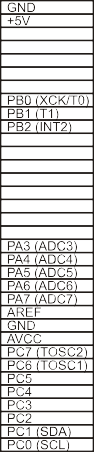 GND
+5V
PB0 (XCK/T0)
PB1 (T1)
PB2 (INT2)
PA3 (ADC3)
PA4 (ADC4)
PA5 (ADC5)
PA6 (ADC6)
PA7 (ADC7)
AREF
GND
AVCC
PC7 (TOSC2)
PC6 (TOSC1)
PC5
PC4
PC3
PC2
PC1 (SDA)
PC0 (SCL)